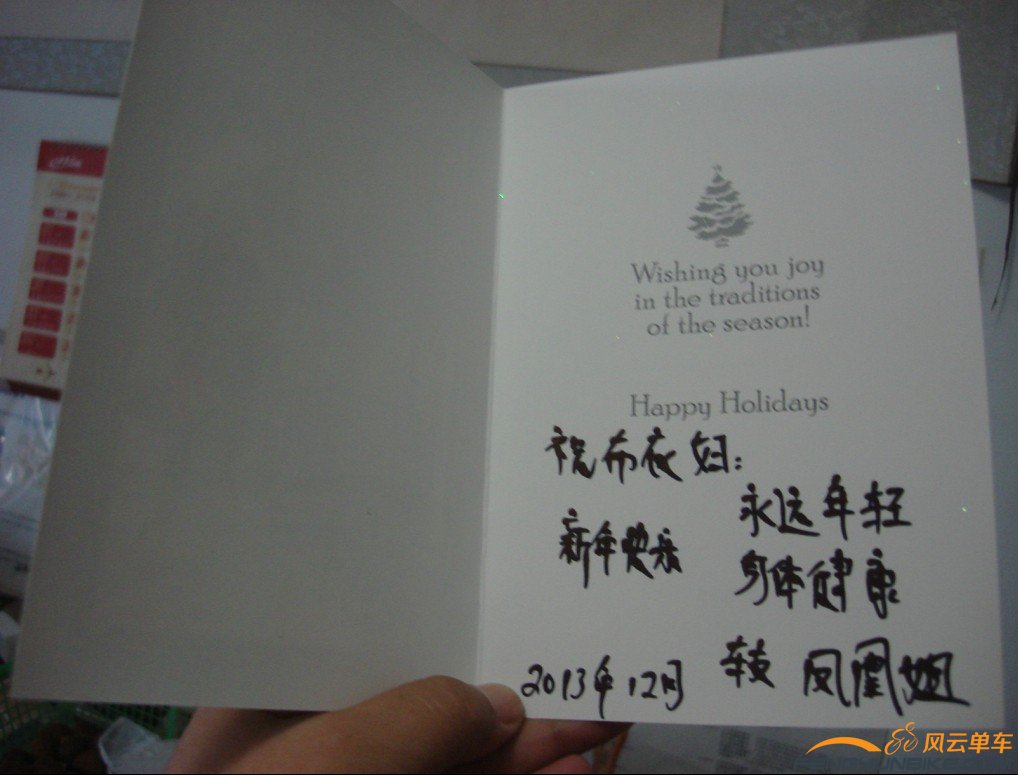 Wishing you joy
in the traditions
of the season!
Happy Holidays
祝布衣妇:
新年快乐
永远年轻
身体健康
2013年12月
凤凰姐
风云单车